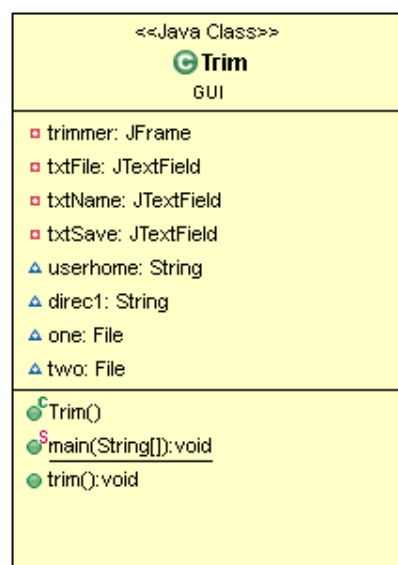 <<Java Class>>
Trim
GUI
trimmer: JFrame
txtFile: JTextField
txtName: JTextField
txtSave: JTextField
userhome: String
direc1: String
one: File
two: File
Trim()
main(String[]):void
trim():void